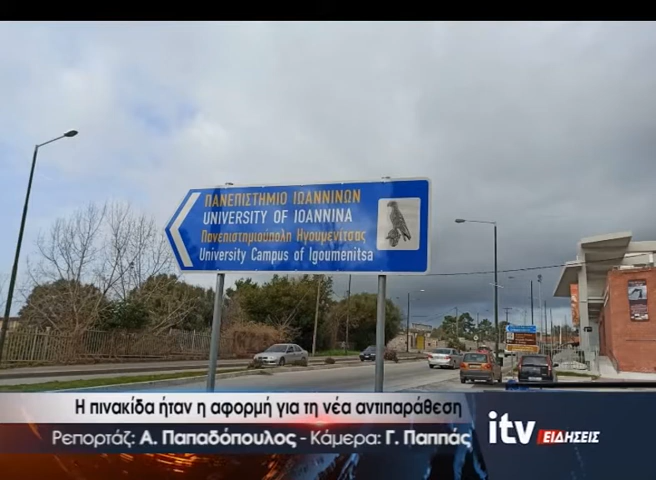 ΠΑΝΕΠΙΣΤΗΜΙΟ ΙΩΑΝΝΙΝΩΝ
UNIVERSITY OF IOANNINA
Πανεπιστημιούπολη Ηγουμενίτσας
University Campus of Igoumenitsa
Η πινακίδα ήταν η αφορμή για τη νέα αντιπαράθεση
Ρεπορτάζ: Α. Παπαδόπουλος - Κάμερα: Γ. Παππάς
itv ΕΙΔΗΣΕΙΣ